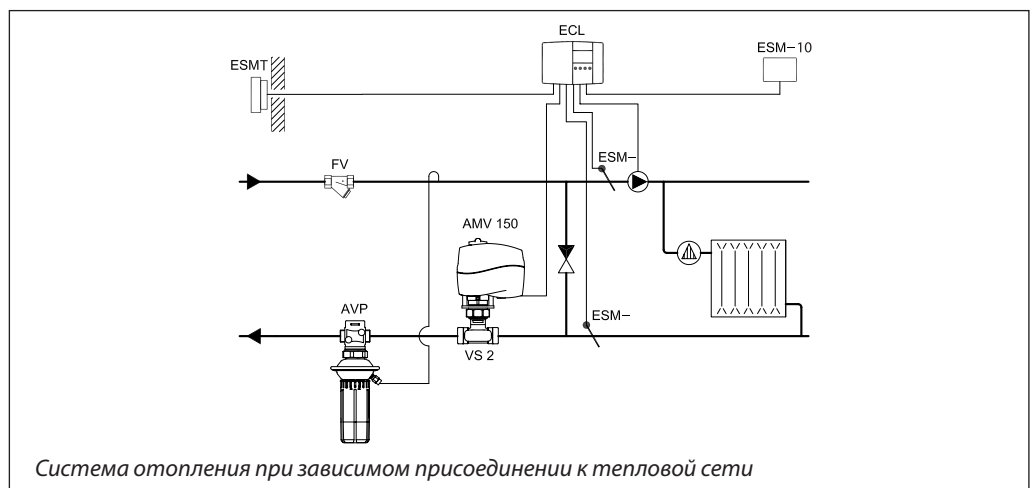 ECL
ESMT
ESM-10
FV
ESM-
AMV 150
AVP
ESM-
VS 2
Система отопления при зависимом присоединении к тепловой сети